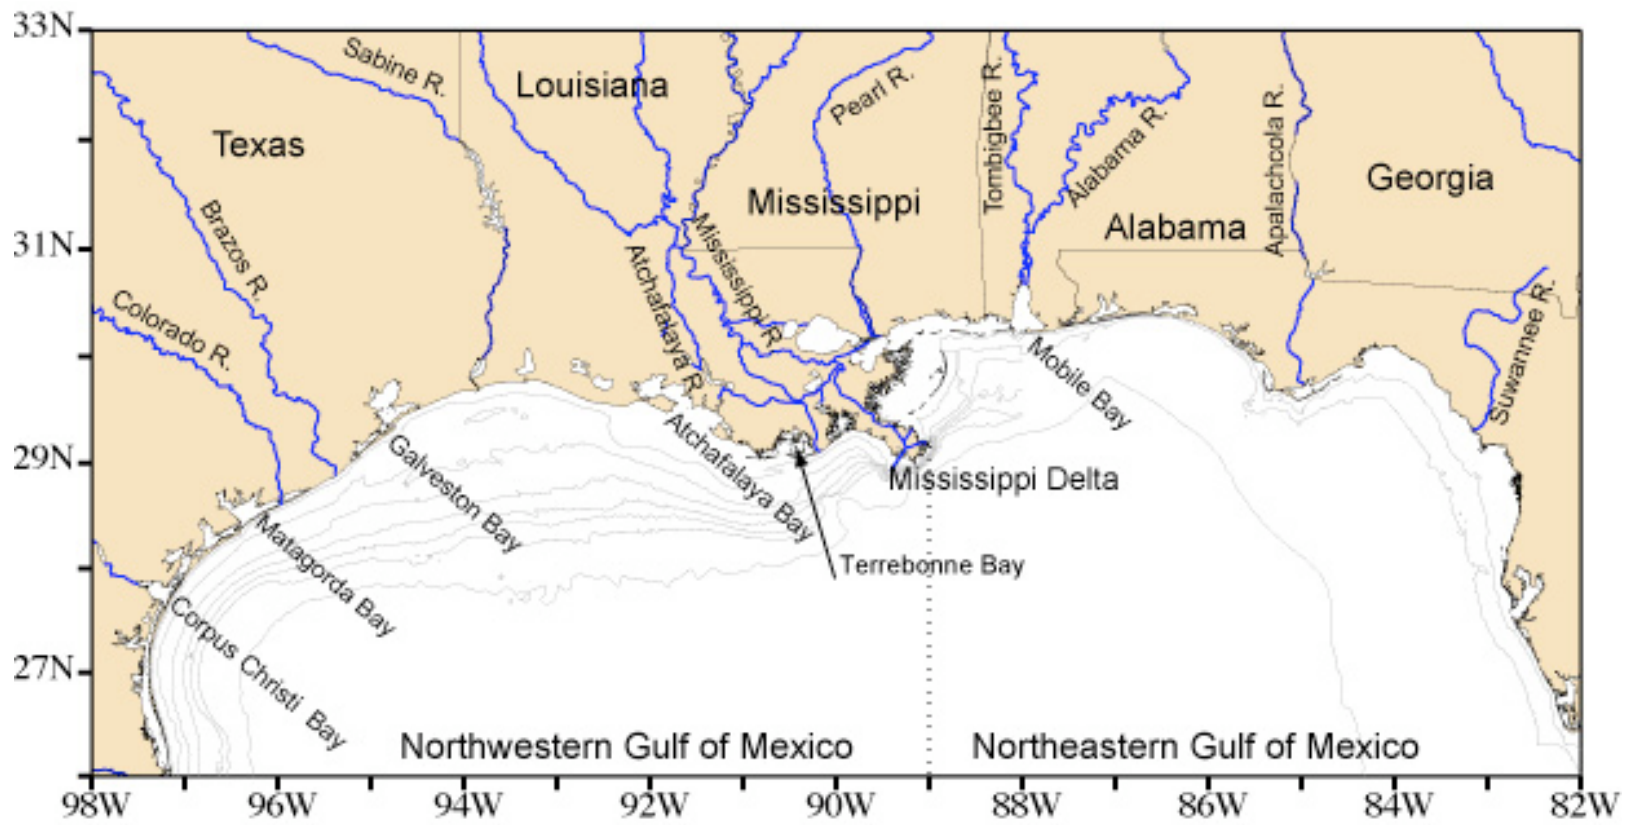 33N
Sabine R.
Louisiana
Pearl R.
Tombigbee R.
Alabama R.
Apalachcola R.
Texas
Georgia
Mississippi
Alabama
31N
Brazos R.
Atchafalaya R.
Mississippi R.
Colorado R.
Suwannee R.
Mobile Bay
29N
Galveston Bay
Atchafalaya Bay
Mississippi Delta
Matagorda Bay
Terrebonne Bay
Corpus Christi Bay
27N
Northwestern Gulf of Mexico
Northeastern Gulf of Mexico
98W 96W 94W 92W 90W 88W 86W 84W 82W